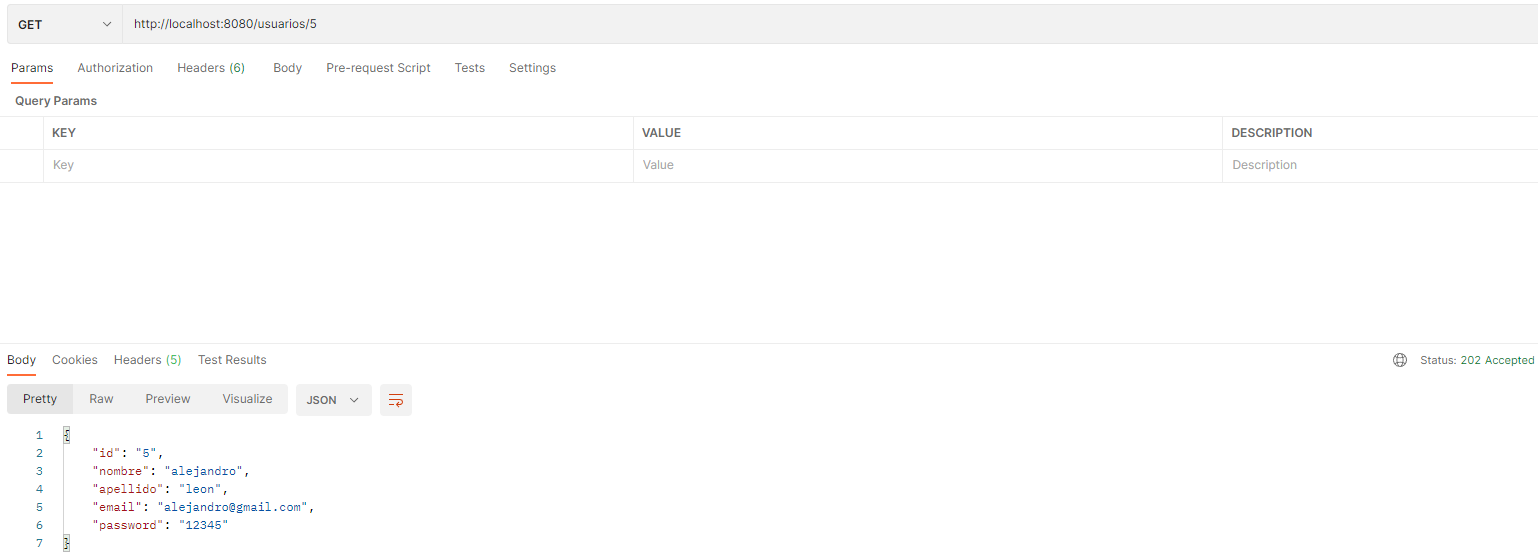 GET http://localhost:8080/usuarios/5
Params Authorization Headers (6) Body Pre-request Script Tests Settings
Query Params
KEY VALUE DESCRIPTION
Key Value Description
Body Cookies Headers (5) Test Results Status: 202 Accepted
Pretty Raw Preview Visualize JSON
1 {
2 "id": "5",
3 "nombre": "alejandro",
4 "apellido": "leon",
5 "email": "alejandro@gmail.com",
6 "password": "12345"
7 }